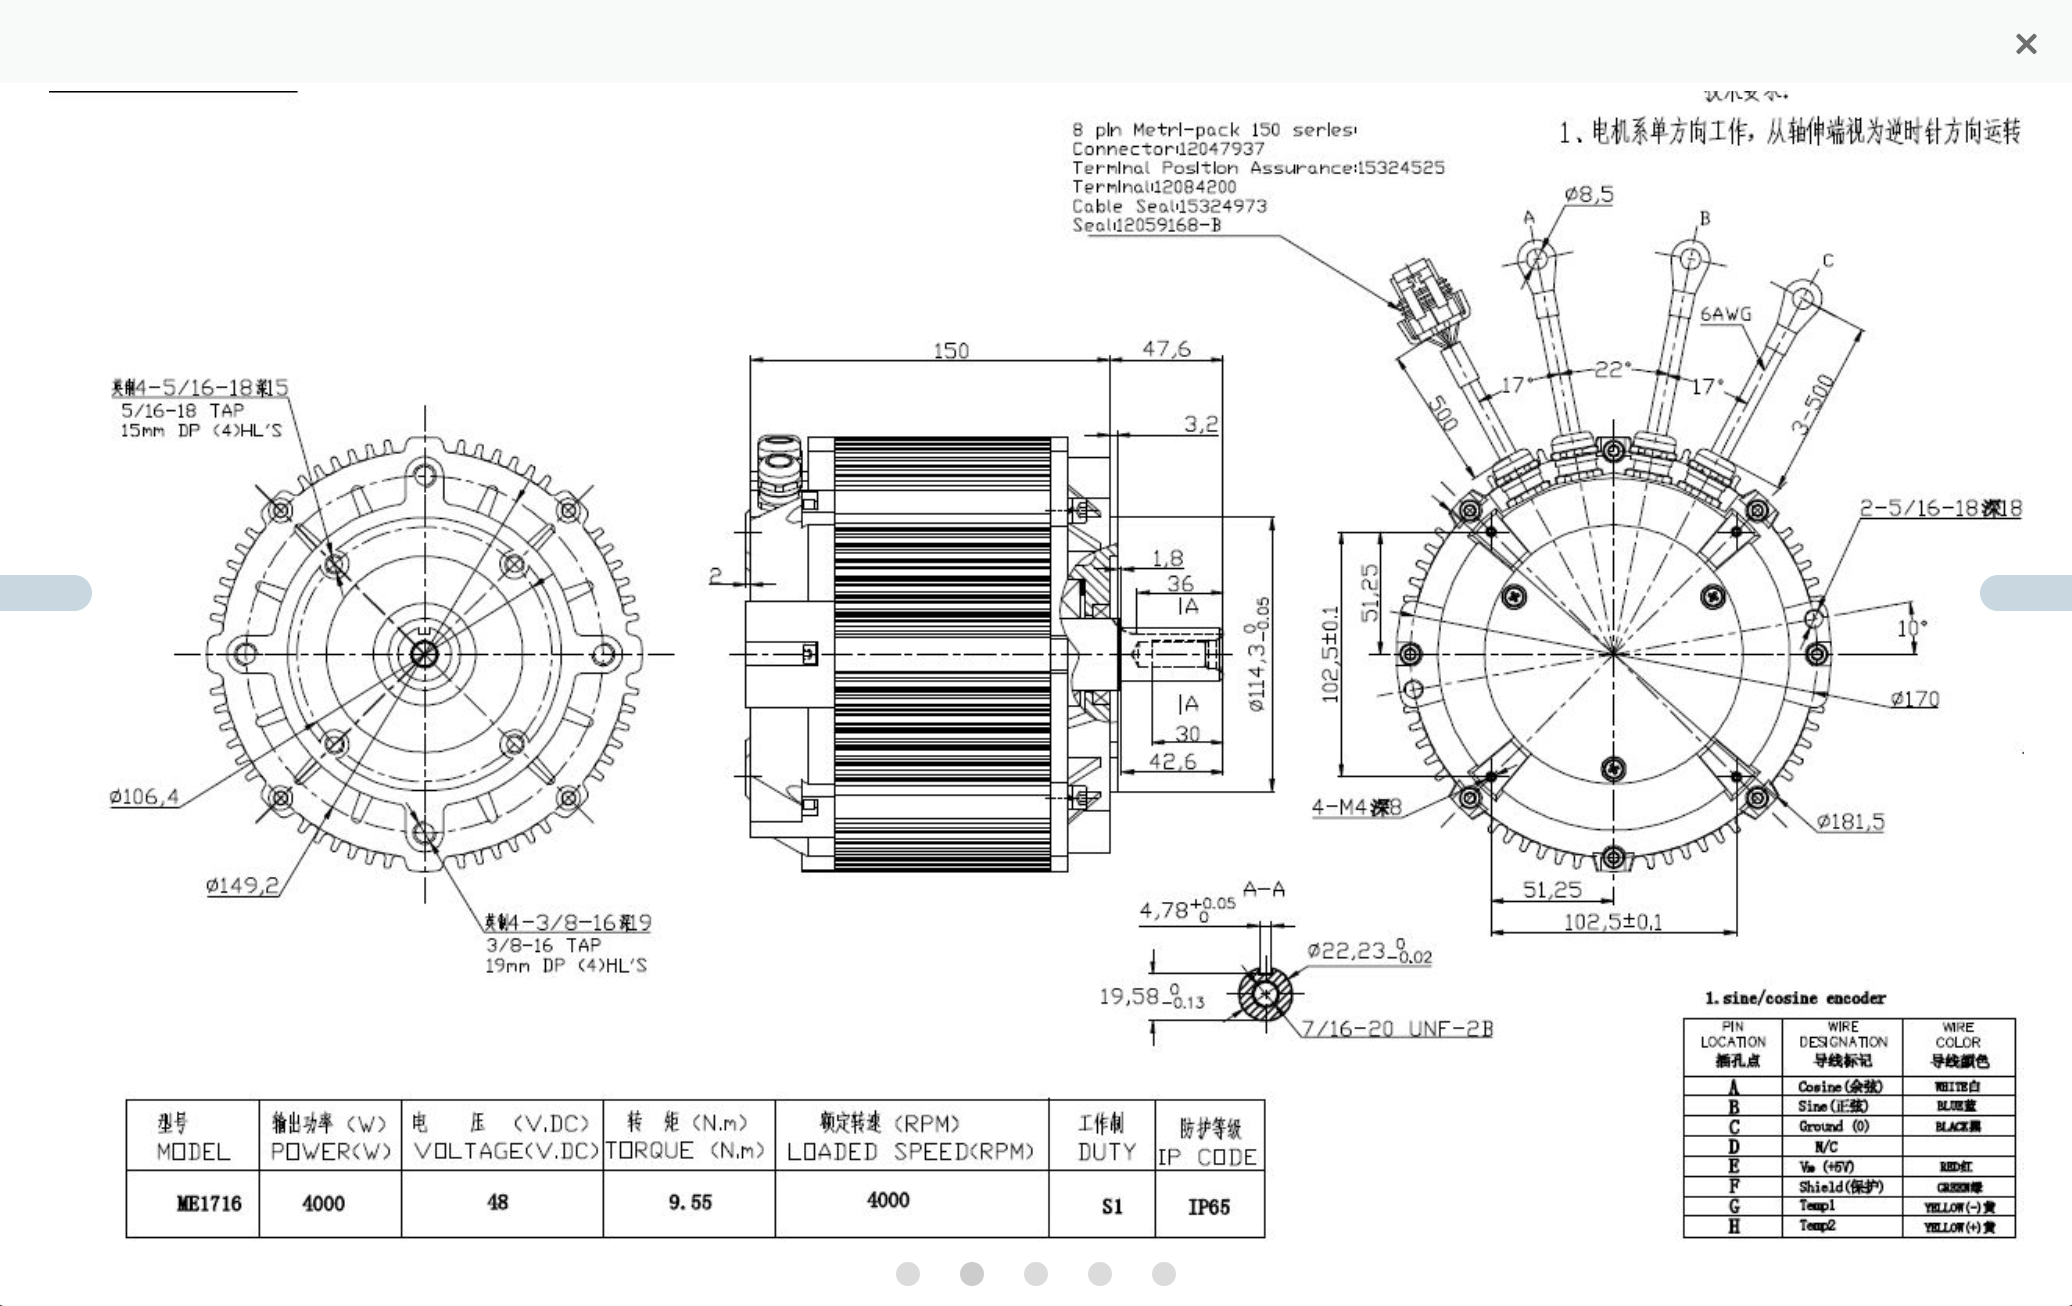 1、电机系单方向工作，从轴伸端视为逆时针方向运转
8 pin Metri-pack 150 series:
Connector:12047937
Terminal Position Assurance:15324525
Terminal:12084200
Cable Seal:15324973
Seal:12059168-B
Ø8,5
A
B
C
6AWG
17°
22°
17°
500
3-500
150
47,6
3,2
英制4-5/16-18深15
5/16-18 TAP
15mm DP (4)HL'S
2-5/16-18深18
2
1,8
36
A
A
30
42,6
Ø114,3 0 -0.05
51,25
102,5±0.1
10°
Ø170
Ø106,4
Ø149,2
4-M4深8
Ø181,5
51,25
102,5±0.1
英制4-3/8-16深19
3/8-16 TAP
19mm DP (4)HL'S
A-A
4,78 +0.05 0
Ø22,23 0 -0.02
19,58 0 -0.13
7/16-20 UNF-2B
1.sine/cosine encoder
PIN LOCATION 插孔点 WIRE DESIGNATION 导线标记 WIRE COLOR 导线颜色
A Cosine(余弦) WHITE白
B Sine(正弦) BLUE蓝
C Ground (0) BLACK黑
D N/C
E (+5V) RED红
F Shield(保护) GREEN绿
G Temp1 YELLOW(-)黄
H Temp2 YELLOW(+)黄
型号 输出功率 (W) 电 压 (V.DC) 转 矩 (N.m) 额定转速 (RPM) 工作制 防护等级
MODEL POWER(W) VOLTAGE(V.DC) TORQUE (N.m) LOADED SPEED(RPM) DUTY IP CODE
ME1716 4000 48 9.55 4000 S1 IP65